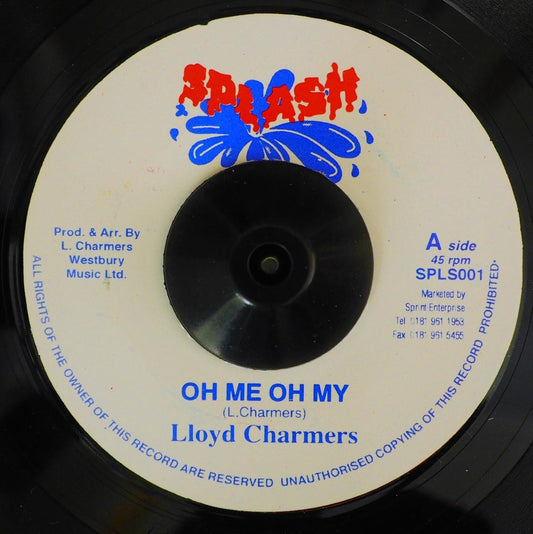 SPLASH
Prod. & Arr. By
L. Charmers
Westbury
Music Ltd.
A side
45 rpm
SPLS001
Marketed by
Sprint Enterprise
Tel 0181 961 1953
Fax 0181 961 5455
OH ME OH MY
(L.Charmers)
Lloyd Charmers
ALL RIGHTS OF THE OWNER OF THIS RECORD ARE RESERVED UNAUTHORISED COPYING OF THIS RECORD PROHIBITED·